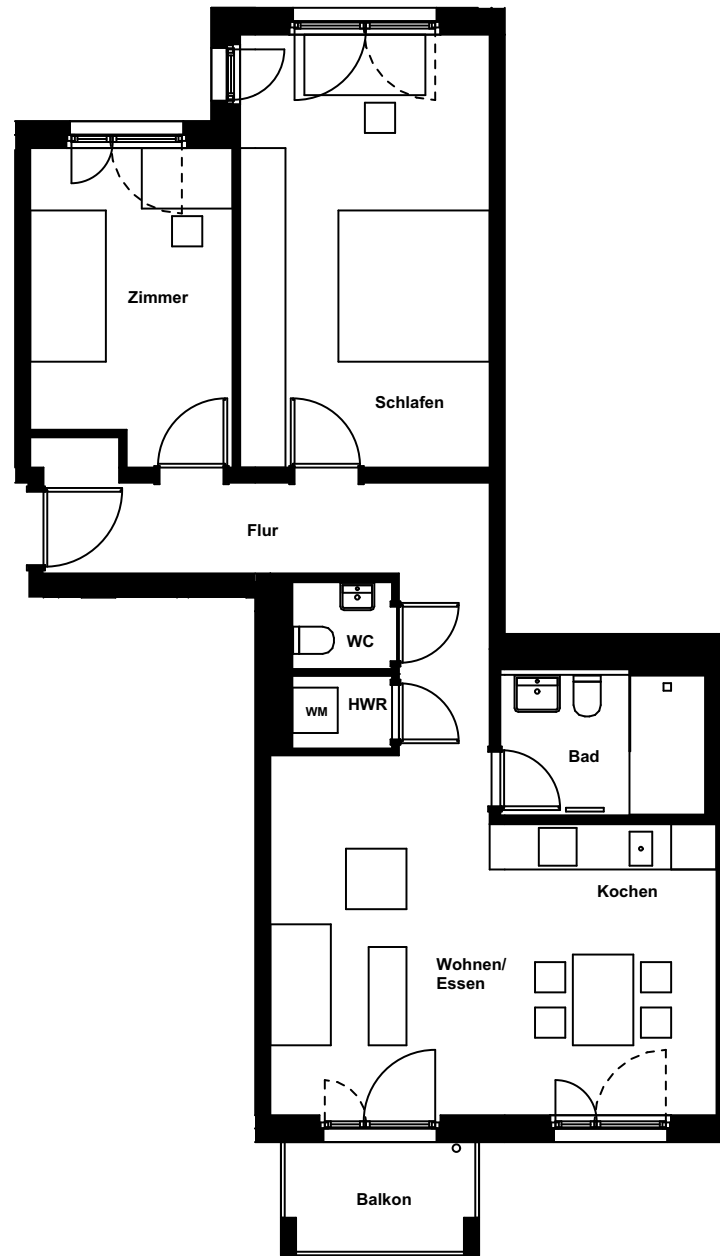 Zimmer
Schlafen
Flur
WC
HWR
WM
Bad
Kochen
Wohnen/
Essen
Balkon